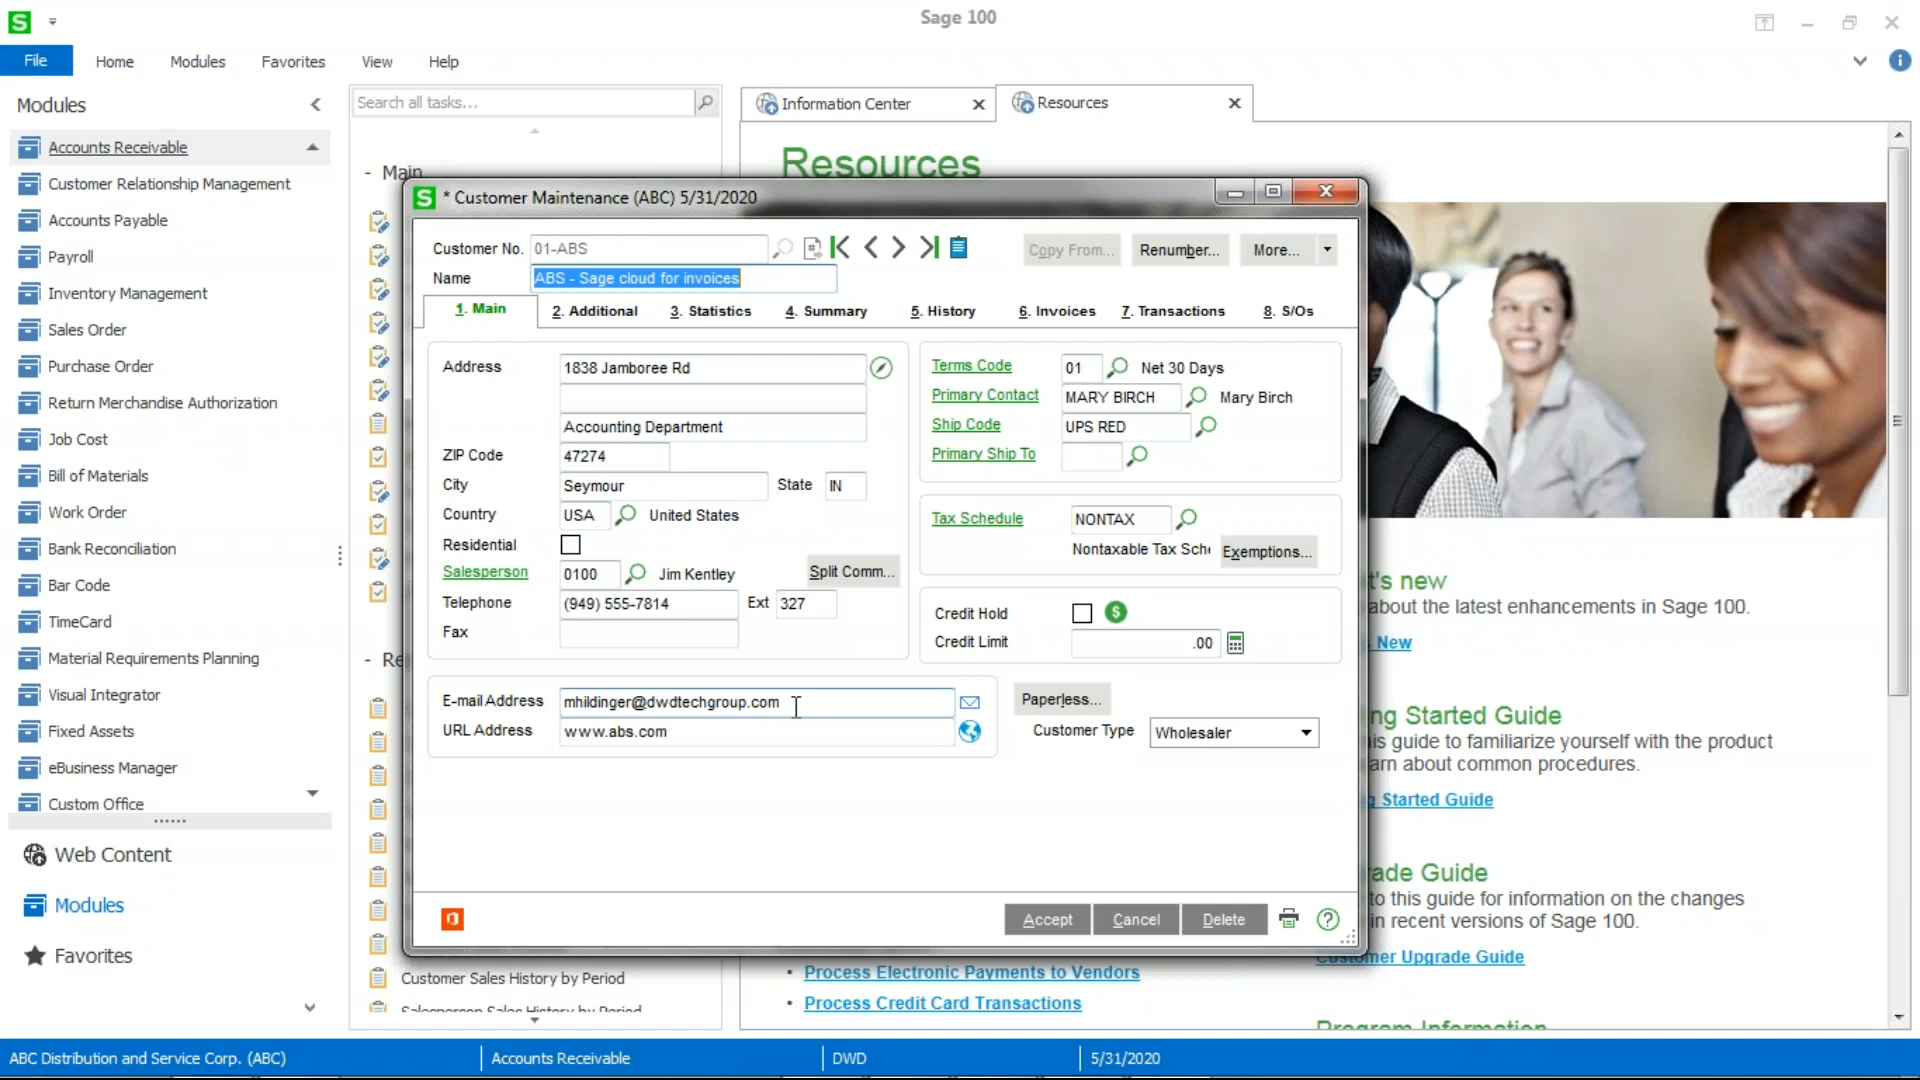 Sage 100
File Home Modules Favorites View Help
Modules
Accounts Receivable
Customer Relationship Management
Accounts Payable
Payroll
Inventory Management
Sales Order
Purchase Order
Return Merchandise Authorization
Job Cost
Bill of Materials
Work Order
Bank Reconciliation
Bar Code
TimeCard
Material Requirements Planning
Visual Integrator
Fixed Assets
eBusiness Manager
Custom Office
Web Content
Modules
Favorites
Search all tasks...
- Main
- Re
Customer Sales History by Period
Salesperson Sales History by Period
Information Center
Resources
Resources
* Customer Maintenance (ABC) 5/31/2020
Customer No. 01-ABS
Copy From... Renumber... More...
Name ABS - Sage cloud for invoices
1. Main 2. Additional 3. Statistics 4. Summary 5. History 6. Invoices 7. Transactions 8. S/Os
Address 1838 Jamboree Rd
Accounting Department
ZIP Code 47274
City Seymour State IN
Country USA United States
Residential
Salesperson 0100 Jim Kentley Split Comm...
Telephone (949) 555-7814 Ext 327
Fax
Terms Code 01 Net 30 Days
Primary Contact MARY BIRCH Mary Birch
Ship Code UPS RED
Primary Ship To
Tax Schedule NONTAX
Nontaxable Tax Sch Exemptions...
Credit Hold
Credit Limit .00
E-mail Address mhildinger@dwdtechgroup.com
URL Address www.abs.com
Paperless...
Customer Type Wholesaler
Accept Cancel Delete
t's new
about the latest enhancements in Sage 100.
New
ng Started Guide
is guide to familiarize yourself with the product
arn about common procedures.
g Started Guide
rade Guide
to this guide for information on the changes
in recent versions of Sage 100.
Customer Upgrade Guide
Program Information
• Process Electronic Payments to Vendors
• Process Credit Card Transactions
ABC Distribution and Service Corp. (ABC) Accounts Receivable DWD 5/31/2020